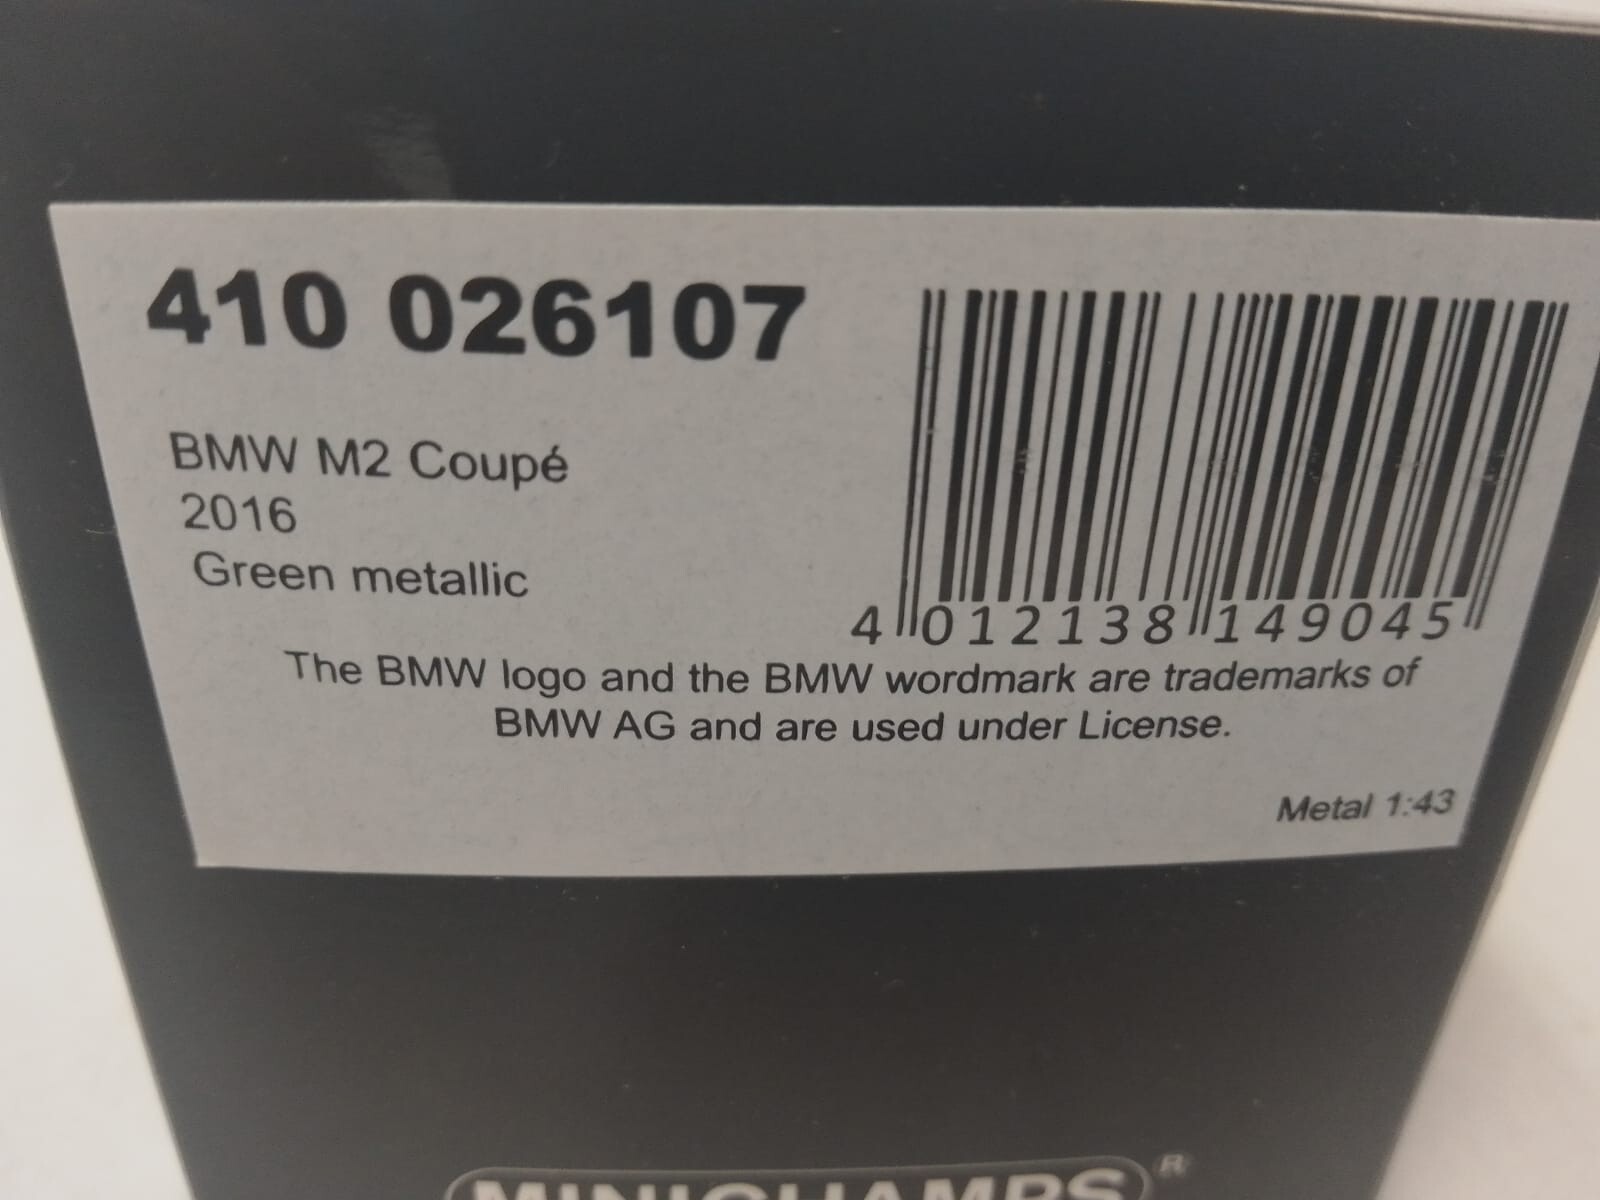 410 026107
BMW M2 Coupé
2016
Green metallic
4 012138 149045
The BMW logo and the BMW wordmark are trademarks of
BMW AG and are used under License.
Metal 1:43
MINICHAMPS ®